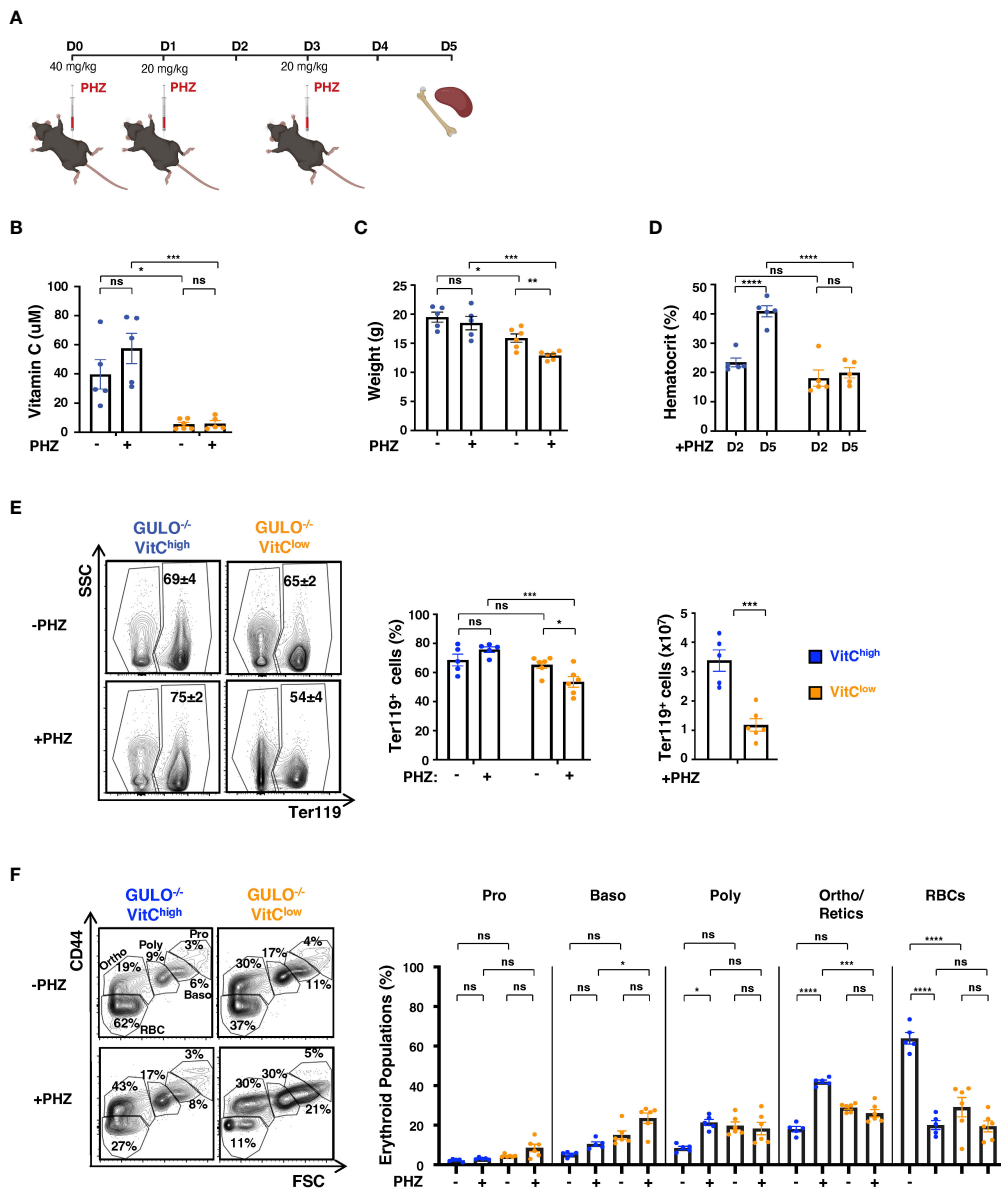 A
D0 D1 D2 D3 D4 D5
40 mg/kg 20 mg/kg 20 mg/kg
PHZ PHZ PHZ
B
Vitamin C (uM)
100
80
60
40
20
0
*** 
* 
ns ns
PHZ - + - +
C
Weight (g)
25
20
15
10
5
0
***
*
ns **
PHZ - + - +
D
Hematocrit (%)
50
40
30
20
10
0
****
ns
**** ns
+PHZ D2 D5 D2 D5
E
GULO-/- GULO-/-
VitChigh VitClow
SSC
-PHZ
69±4 65±2
+PHZ
75±2 54±4
Ter119
Ter119+ cells (%)
100
80
60
40
20
0
***
ns
ns *
PHZ: - + - +
Ter119+ cells (x10⁷)
5
4
3
2
1
0
***
+PHZ
VitChigh
VitClow
F
GULO-/- GULO-/-
VitChigh VitClow
CD44
-PHZ
Ortho 19% Poly 9% Pro 3%
6% Baso
62% RBC
30% 17% 4%
11%
37%
+PHZ
43% 17% 3%
8%
27%
30% 30% 5%
21%
11%
FSC
Erythroid Populations (%)
100
80
60
40
20
0
Pro Baso Poly Ortho/ Retics RBCs
ns ns ns ns ****
ns * ns *** ns
ns ns ns ns * ns **** ns **** ns
PHZ - + - + - + - + - + - + - + - + - + - +